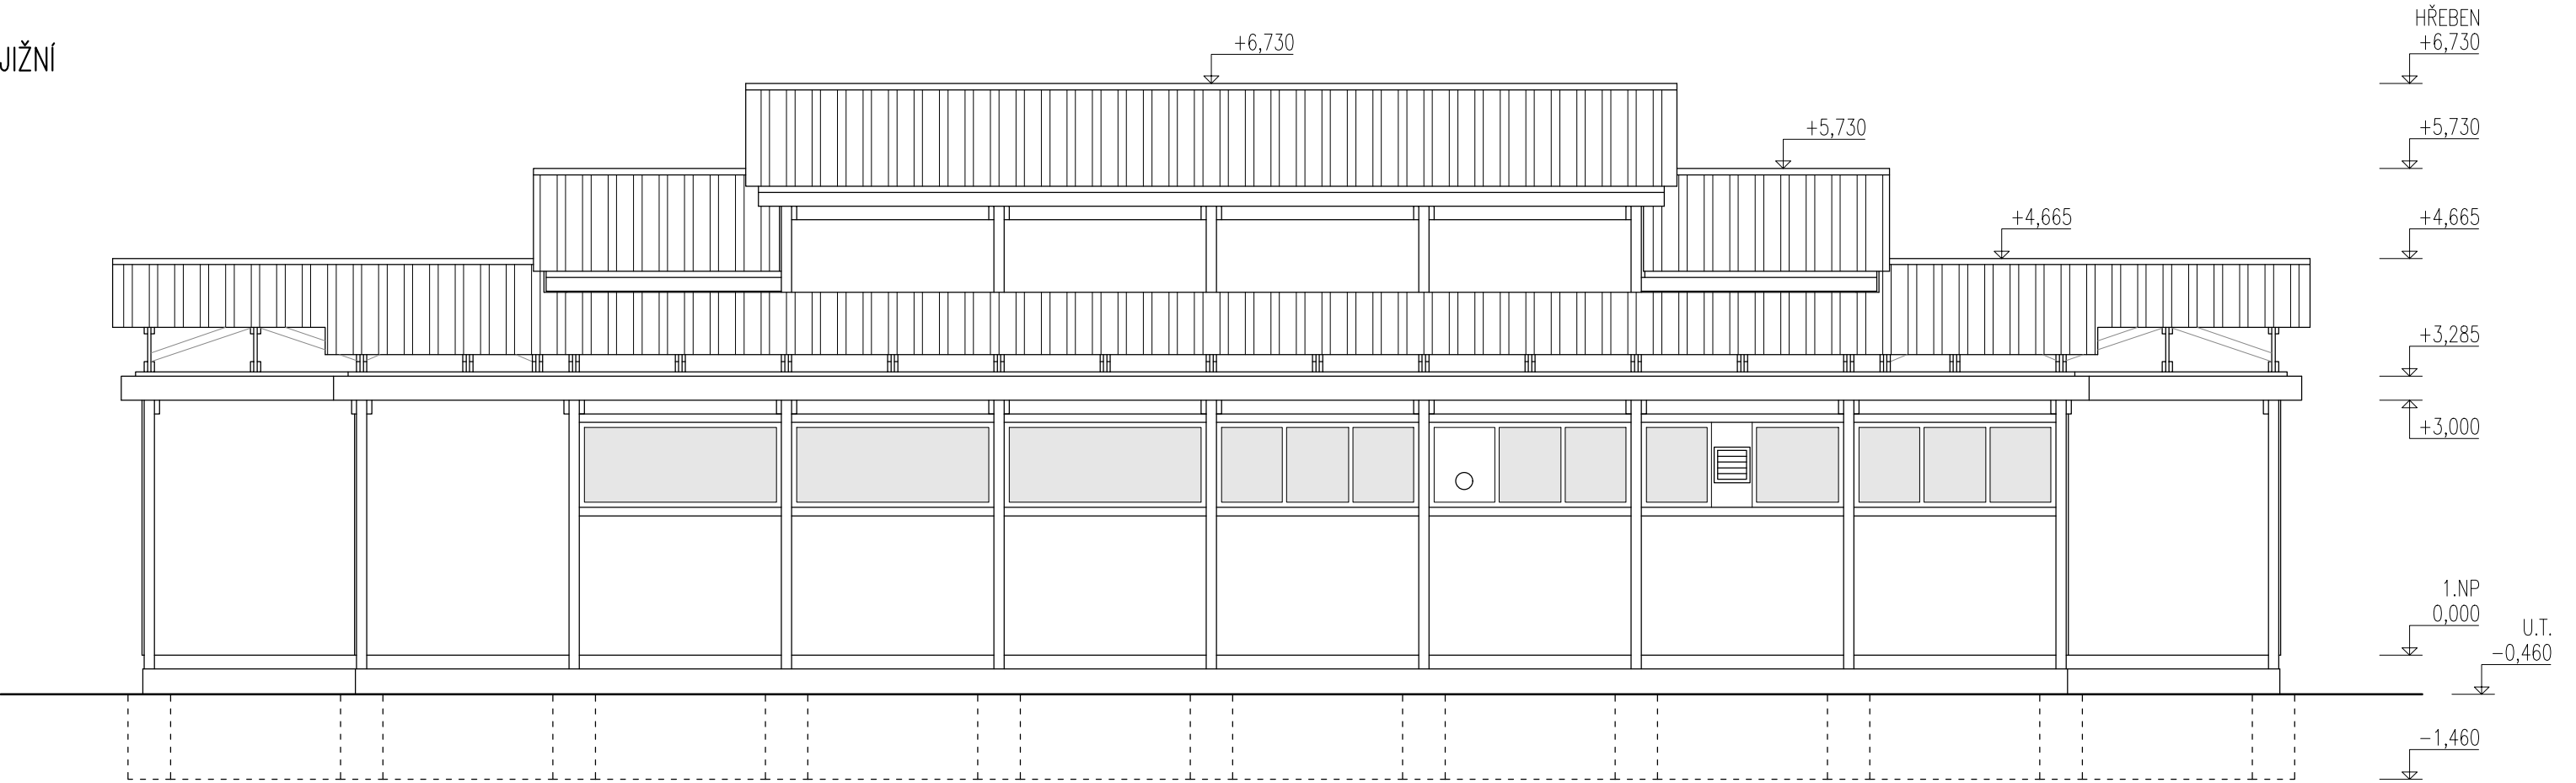 JIŽNÍ
+6,730
+5,730
+4,665
HŘEBEN
+6,730
+5,730
+4,665
+3,285
+3,000
1.NP
0,000
U.T.
-0,460
-1,460